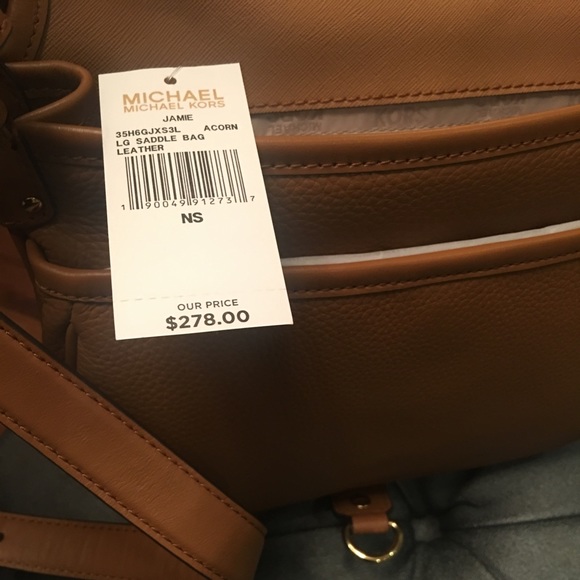 MICHAEL
MICHAEL KORS
JAMIE
35H6GJXS3L ACORN
LG SADDLE BAG
LEATHER
1 90049 91273 7
NS
OUR PRICE
$278.00